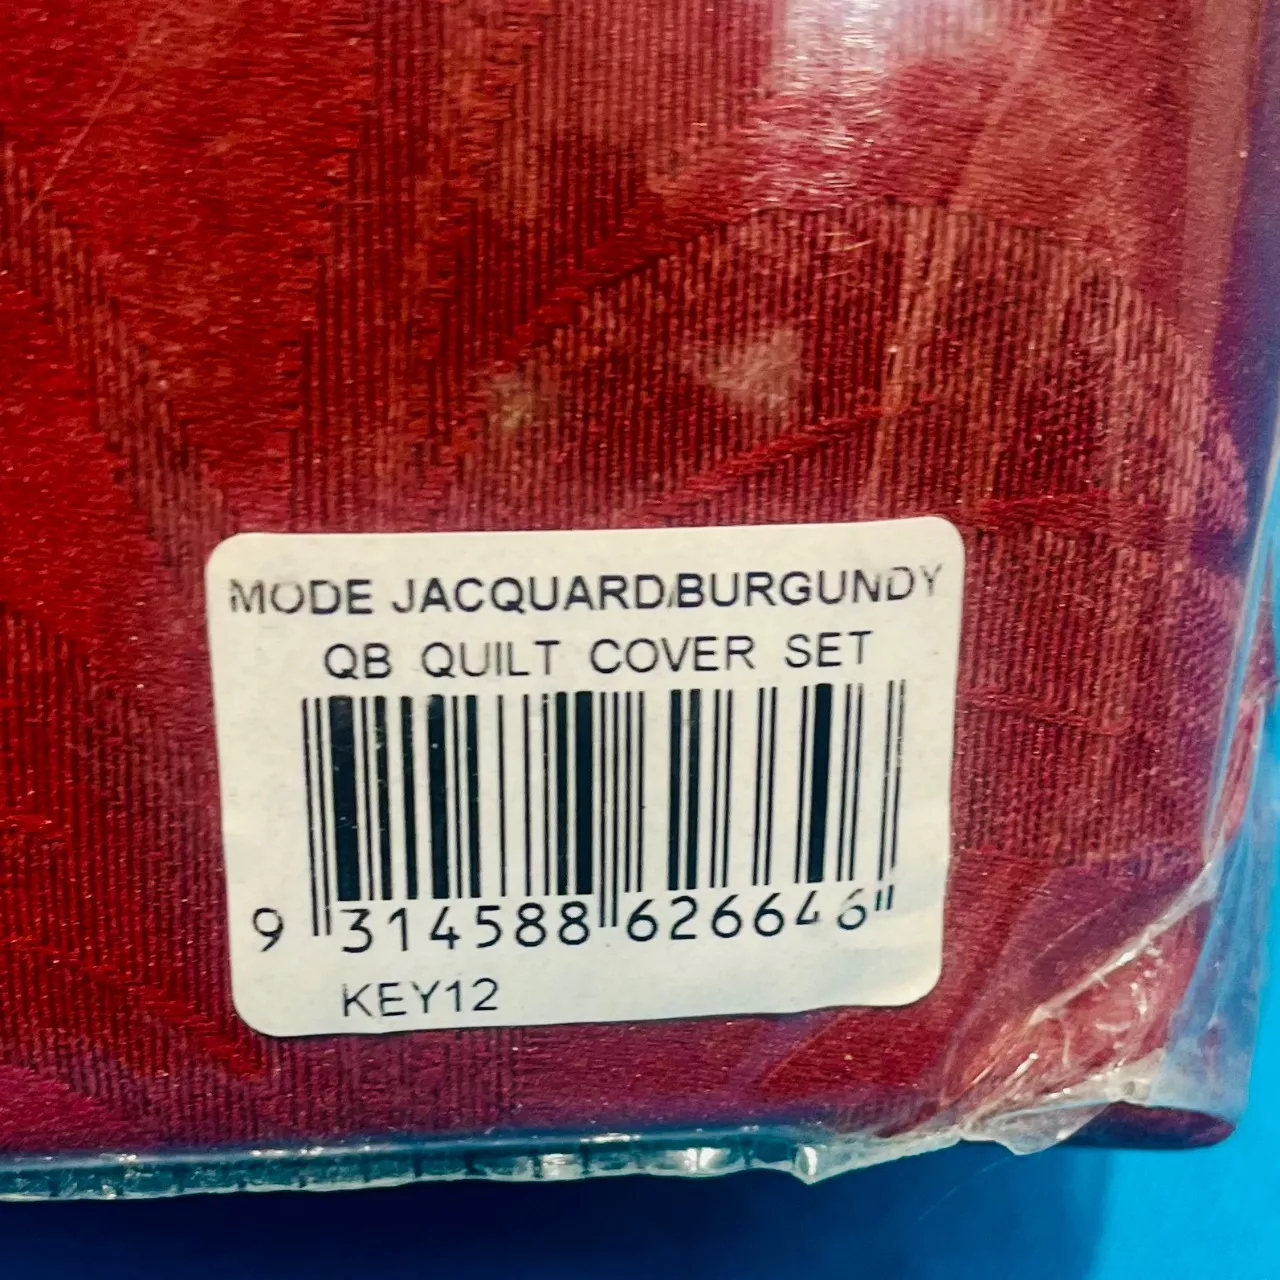 MODE JACQUARD/BURGUNDY
QB QUILT COVER SET
9 314588 626646
KEY12